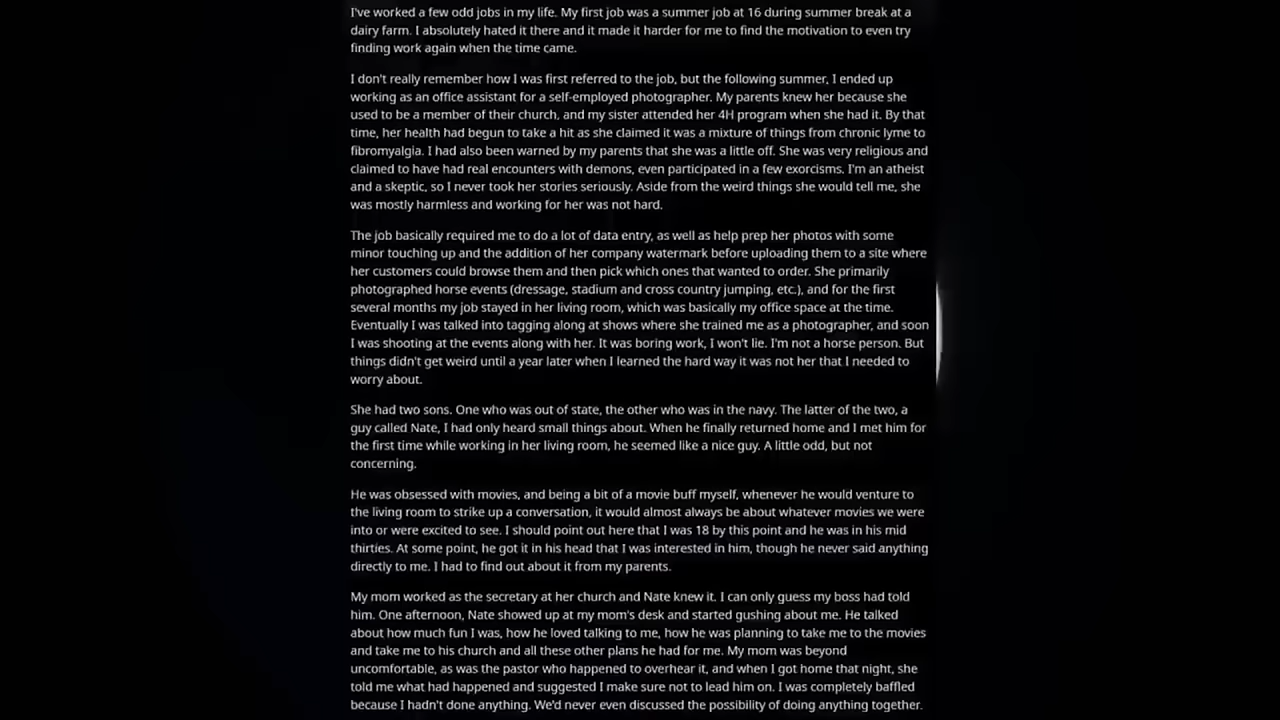 I've worked a few odd jobs in my life. My first job was a summer job at 16 during summer break at a
dairy farm. I absolutely hated it there and it made it harder for me to find the motivation to even try
finding work again when the time came.
I don't really remember how I was first referred to the job, but the following summer, I ended up
working as an office assistant for a self-employed photographer. My parents knew her because she
used to be a member of their church, and my sister attended her 4H program when she had it. By that
time, her health had begun to take a hit as she claimed it was a mixture of things from chronic lyme to
fibromyalgia. I had also been warned by my parents that she was a little off. She was very religious and
claimed to have had real encounters with demons, even participated in a few exorcisms. I'm an atheist
and a skeptic, so I never took her stories seriously. Aside from the weird things she would tell me, she
was mostly harmless and working for her was not hard.
The job basically required me to do a lot of data entry, as well as help prep her photos with some
minor touching up and the addition of her company watermark before uploading them to a site where
her customers could browse them and then pick which ones that wanted to order. She primarily
photographed horse events (dressage, stadium and cross country jumping, etc.), and for the first
several months my job stayed in her living room, which was basically my office space at the time.
Eventually I was talked into tagging along at shows where she trained me as a photographer, and soon
I was shooting at the events along with her. It was boring work, I won't lie. I'm not a horse person. But
things didn't get weird until a year later when I learned the hard way it was not her that I needed to
worry about.
She had two sons. One who was out of state, the other who was in the navy. The latter of the two, a
guy called Nate, I had only heard small things about. When he finally returned home and I met him for
the first time while working in her living room, he seemed like a nice guy. A little odd, but not
concerning.
He was obsessed with movies, and being a bit of a movie buff myself, whenever he would venture to
the living room to strike up a conversation, it would almost always be about whatever movies we were
into or were excited to see. I should point out here that I was 18 by this point and he was in his mid
thirties. At some point, he got it in his head that I was interested in him, though he never said anything
directly to me. I had to find out about it from my parents.
My mom worked as the secretary at her church and Nate knew it. I can only guess my boss had told
him. One afternoon, Nate showed up at my mom's desk and started gushing about me. He talked
about how much fun I was, how he loved talking to me, how he was planning to take me to the movies
and take me to his church and all these other plans he had for me. My mom was beyond
uncomfortable, as was the pastor who happened to overhear it, and when I got home that night, she
told me what had happened and suggested I make sure not to lead him on. I was completely baffled
because I hadn't done anything. We'd never even discussed the possibility of doing anything together.